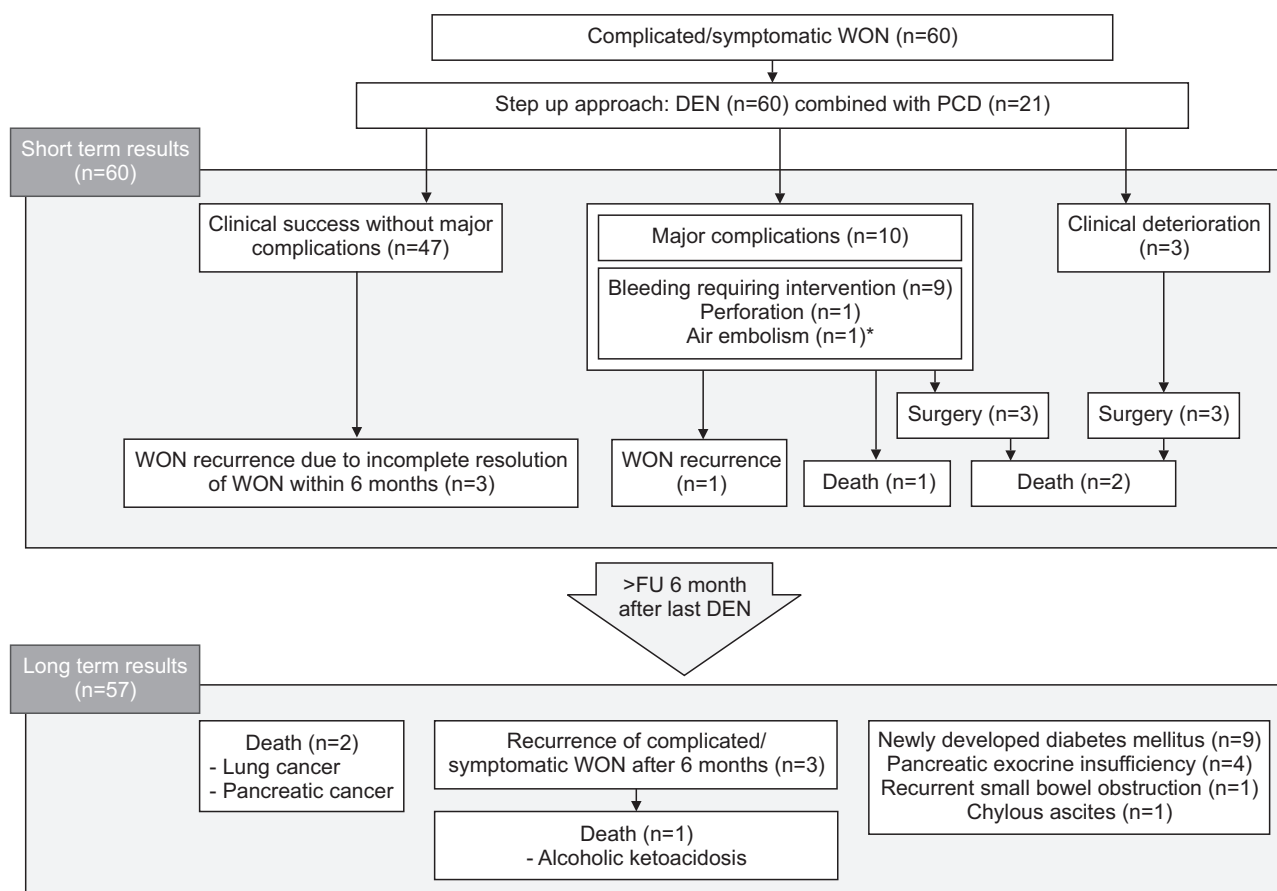 Complicated/symptomatic WON (n=60)
Step up approach: DEN (n=60) combined with PCD (n=21)
Short term results
(n=60)
Clinical success without major
complications (n=47)
Major complications (n=10)
Bleeding requiring intervention (n=9)
Perforation (n=1)
Air embolism (n=1)*
Clinical deterioration
(n=3)
Surgery (n=3)
Surgery (n=3)
WON recurrence due to incomplete resolution
of WON within 6 months (n=3)
WON recurrence
(n=1)
Death (n=1)
Death (n=2)
>FU 6 month
after last DEN
Long term results
(n=57)
Death (n=2)
- Lung cancer
- Pancreatic cancer
Recurrence of complicated/
symptomatic WON after 6 months (n=3)
Death (n=1)
- Alcoholic ketoacidosis
Newly developed diabetes mellitus (n=9)
Pancreatic exocrine insufficiency (n=4)
Recurrent small bowel obstruction (n=1)
Chylous ascites (n=1)